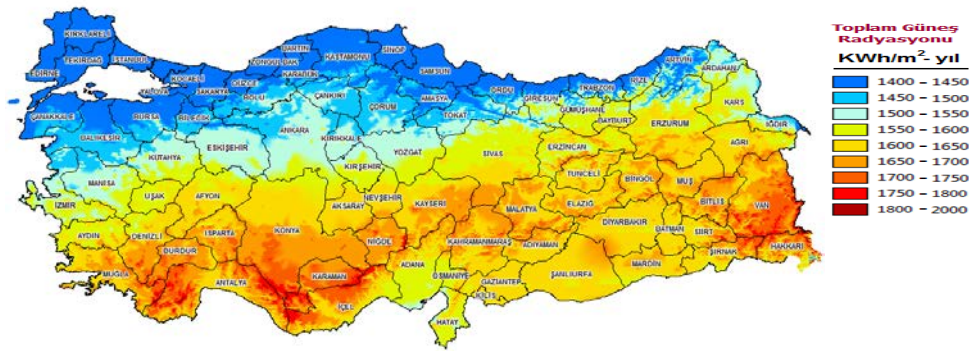 KIRKLARELİ
TEKİRDAĞ
İSTANBUL
EDİRNE
KOCAELİ
YALOVA
SAKARYA
DÜZCE
BOLU
ZONGULDAK
BARTIN
KARABÜK
KASTAMONU
SİNOP
SAMSUN
ÇANKIRI
ÇORUM
AMASYA
TOKAT
ORDU
GİRESUN
TRABZON
RİZE
ARTVİN
ARDAHAN
KARS
IĞDIR
GÜMÜŞHANE
BAYBURT
ERZURUM
AĞRI
ÇANAKKALE
BALIKESİR
BURSA
BİLECİK
ESKİŞEHİR
KÜTAHYA
ANKARA
KIRIKKALE
KIRŞEHİR
YOZGAT
SİVAS
ERZİNCAN
TUNCELİ
BİNGÖL
MUŞ
BİTLİS
VAN
HAKKARİ
MANİSA
İZMİR
UŞAK
AFYON
AKSARAY
NEVŞEHİR
KAYSERİ
MALATYA
ELAZIĞ
DİYARBAKIR
BATMAN
SİİRT
ŞIRNAK
AYDIN
DENİZLİ
BURDUR
ISPARTA
KONYA
NİĞDE
KAHRAMANMARAŞ
ADIYAMAN
MARDİN
MUĞLA
ANTALYA
KARAMAN
İÇEL
ADANA
OSMANİYE
GAZİANTEP
KİLİS
ŞANLIURFA
HATAY
Toplam Güneş
Radyasyonu
KWh/m²- yıl
1400 – 1450
1450 – 1500
1500 – 1550
1550 – 1600
1600 – 1650
1650 – 1700
1700 – 1750
1750 – 1800
1800 – 2000